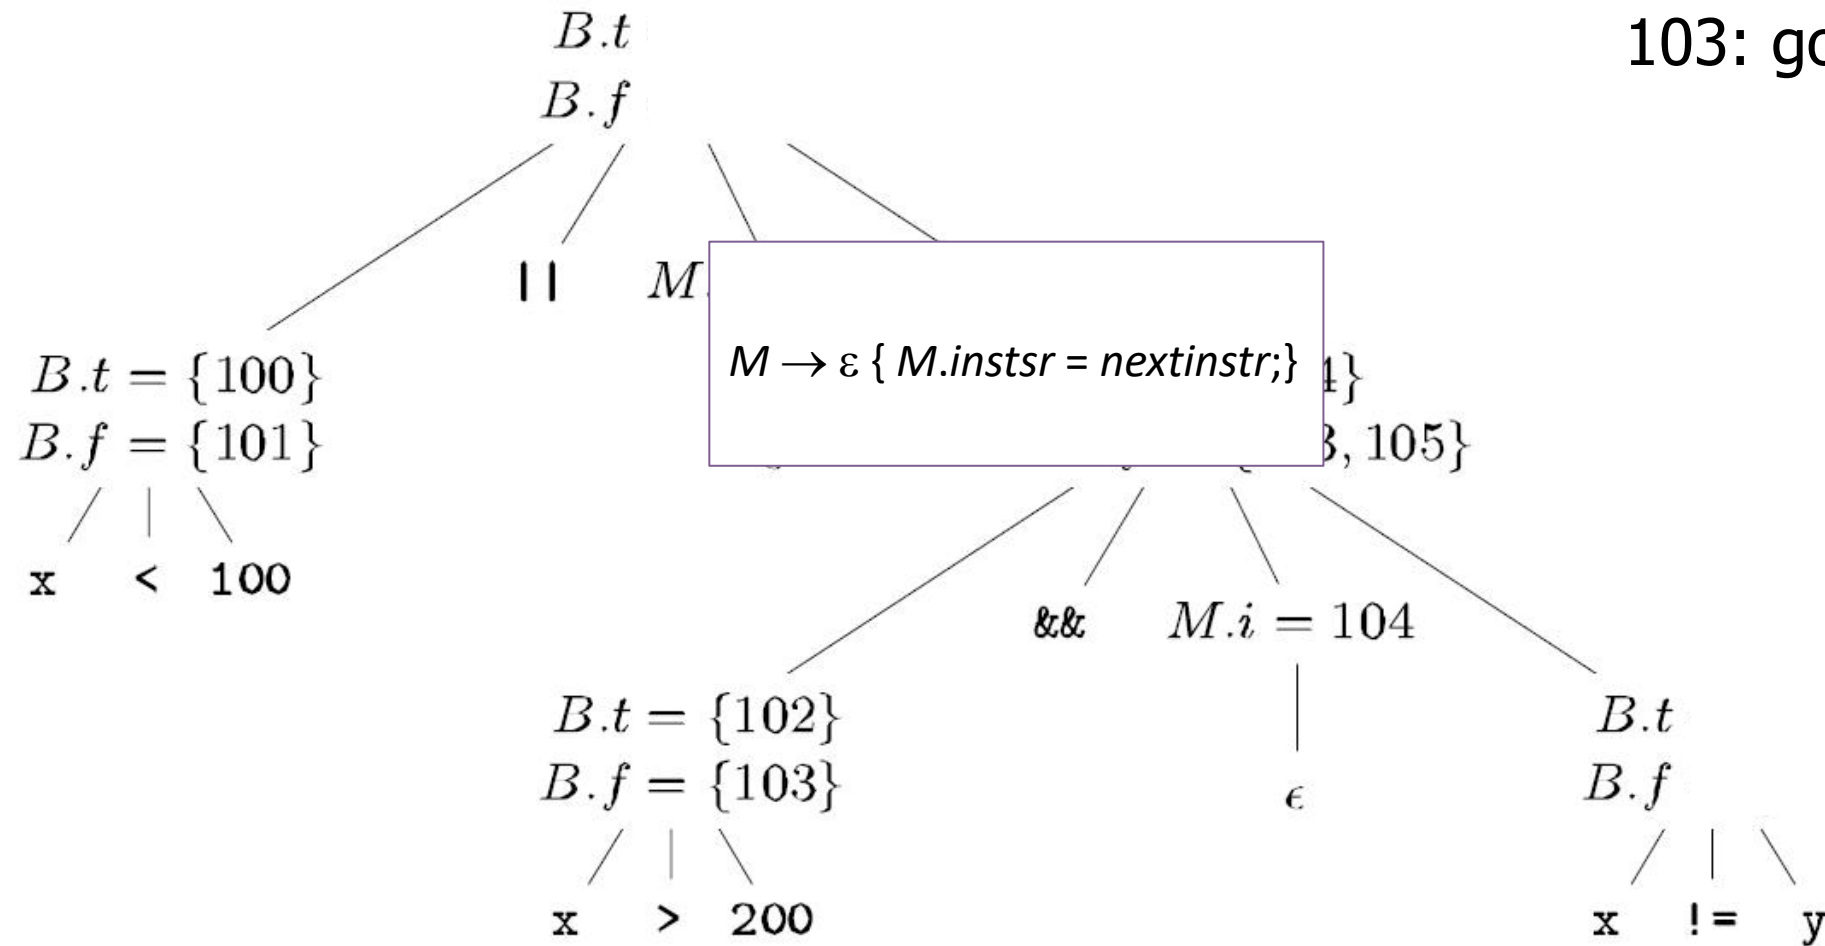 B.t
103: go
B.f
|| M.
M → ε { M.instsr = nextinstr;}
B.t = {100}
4}
B.f = {101}
3, 105}
x < 100
&& M.i = 104
B.t = {102}
B.t
B.f = {103}
ϵ
B.f
x > 200
x != y